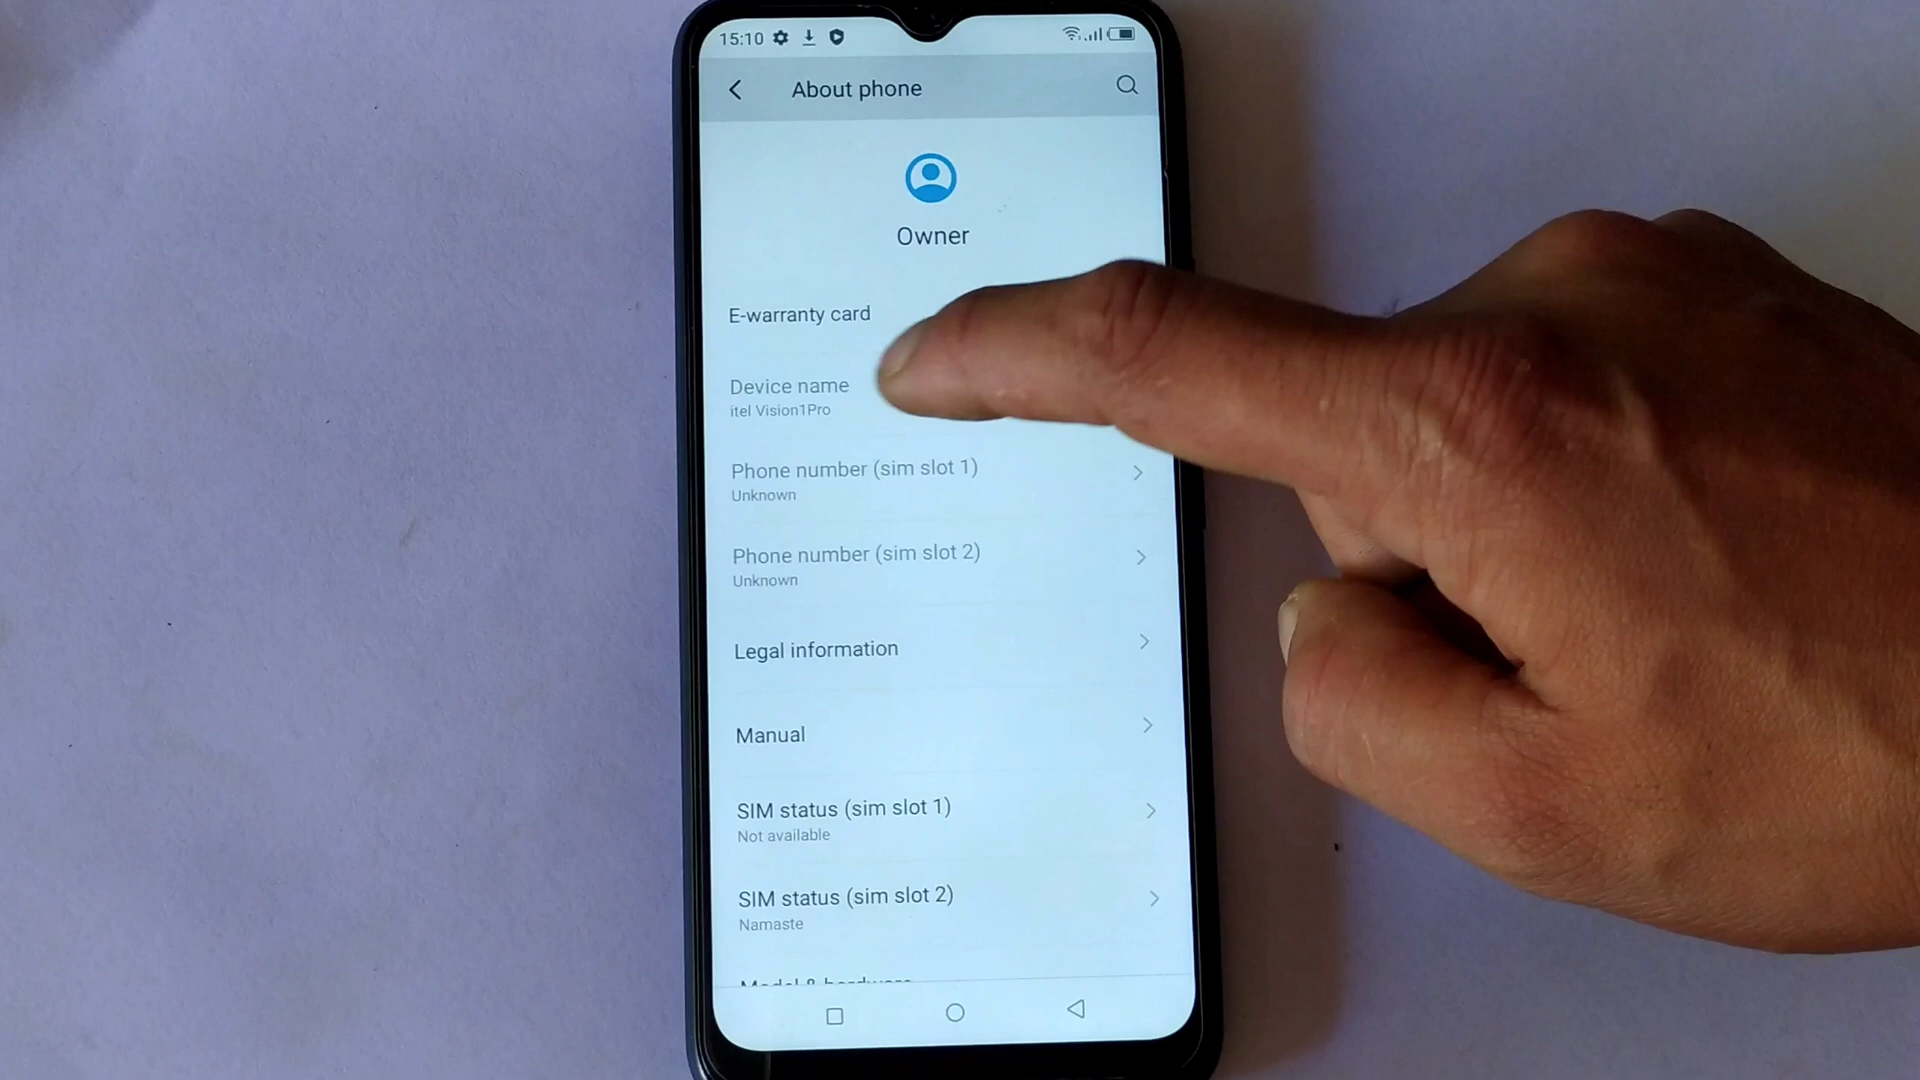 15:10
About phone
Owner
E-warranty card
Device name
itel Vision1Pro
Phone number (sim slot 1)
Unknown
Phone number (sim slot 2)
Unknown
Legal information
Manual
SIM status (sim slot 1)
Not available
SIM status (sim slot 2)
Namaste
Model & hardware